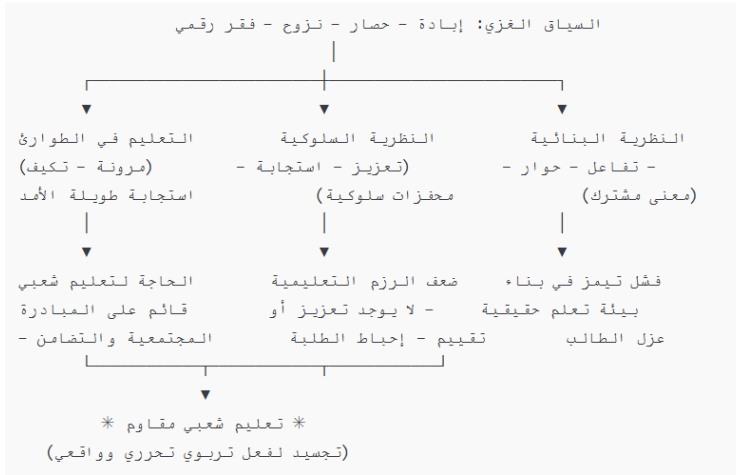 السياق الغزي: إبادة – حصار – نزوح – فقر رقمي
النظرية البنائية
– تفاعل – حوار –
(معنى مشترك)
النظرية السلوكية
(تعزيز – استجابة –
محفزات سلوكية)
التعليم في الطوارئ
(مرونة – تكيف)
استجابة طويلة الأمد
فشل تيمز في بناء
بيئة تعلم حقيقية
عزل الطالب
ضعف الرزم التعليمية
– لا يوجد تعزيز أو
تقييم – إحباط الطلبة
الحاجة لتعليم شعبي
قائم على المبادرة
المجتمعية والتضامن –
✳ تعليم شعبي مقاوم ✳
(تجسيد لفعل تربوي تحرري وواقعي)